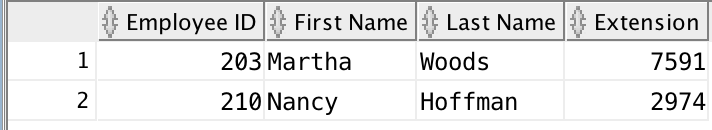 Employee ID First Name Last Name Extension
1 203 Martha Woods 7591
2 210 Nancy Hoffman 2974